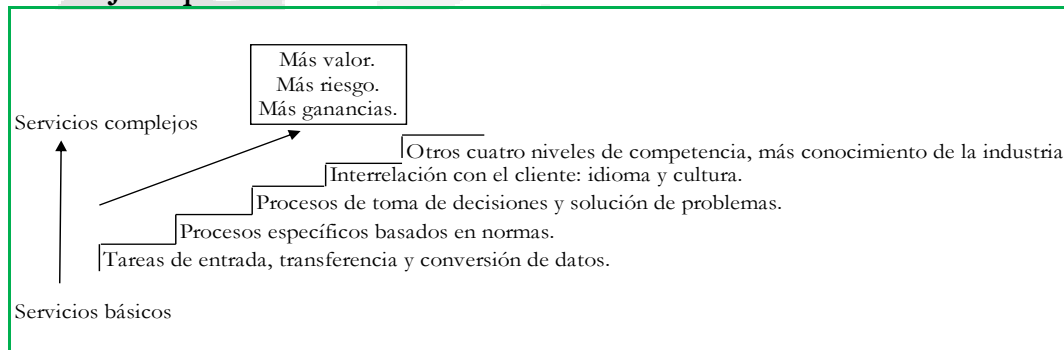 Más valor.
Más riesgo.
Más ganancias.
Servicios complejos
Otros cuatro niveles de competencia, más conocimiento de la industria
Interrelación con el cliente: idioma y cultura.
Procesos de toma de decisiones y solución de problemas.
Procesos específicos basados en normas.
Tareas de entrada, transferencia y conversión de datos.
Servicios básicos